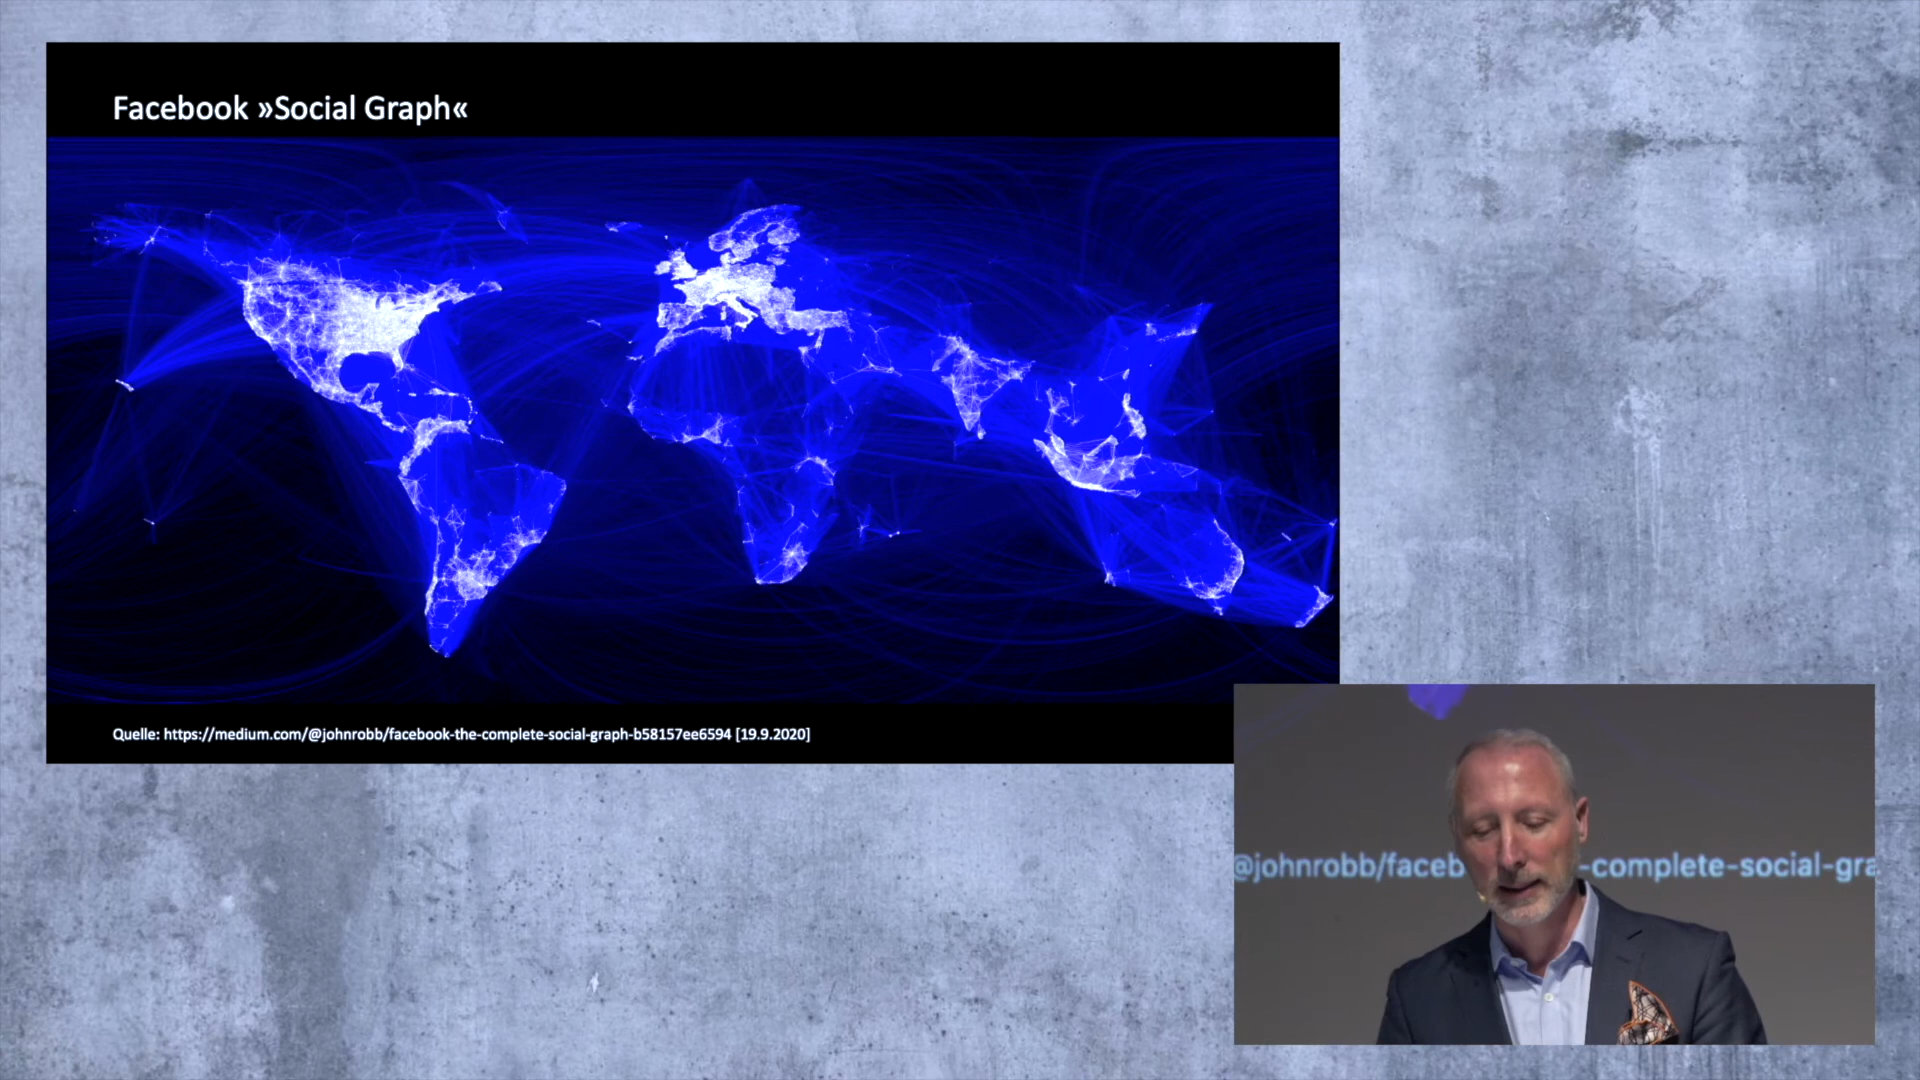 Facebook »Social Graph«
Quelle: https://medium.com/@johnrobb/facebook-the-complete-social-graph-b58157ee6594 [19.9.2020]
@johnrobb/faceb -complete-social-gra